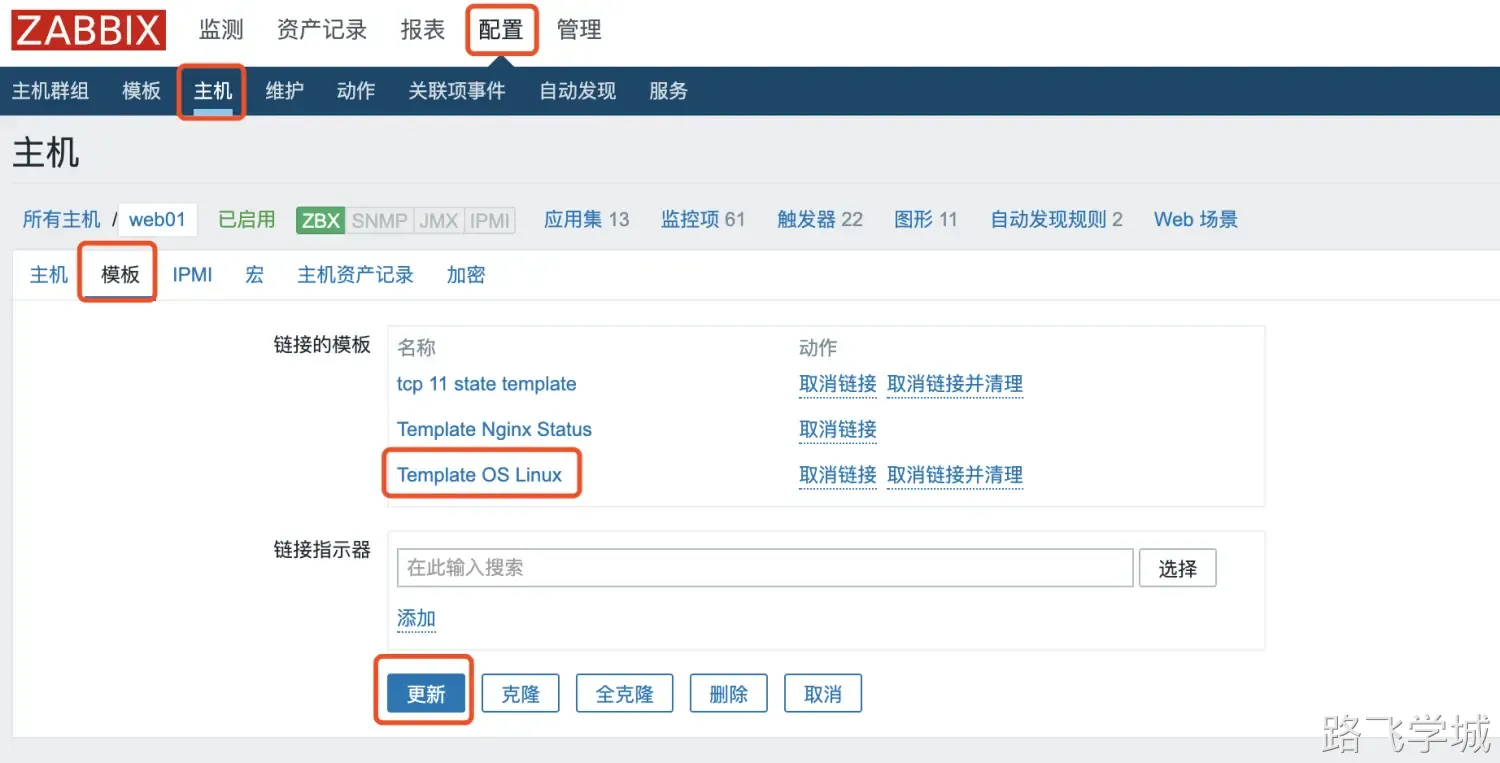 ZABBIX 监测 资产记录 报表 配置 管理
主机群组 模板 主机 维护 动作 关联项事件 自动发现 服务
主机
所有主机 / web01 已启用 ZBX SNMP JMX IPMI 应用集 13 监控项 61 触发器 22 图形 11 自动发现规则 2 Web 场景
主机 模板 IPMI 宏 主机资产记录 加密
链接的模板 名称 动作
tcp 11 state template 取消链接 取消链接并清理
Template Nginx Status 取消链接
Template OS Linux 取消链接 取消链接并清理
链接指示器
在此输入搜索 选择
添加
更新 克隆 全克隆 删除 取消
路飞学城